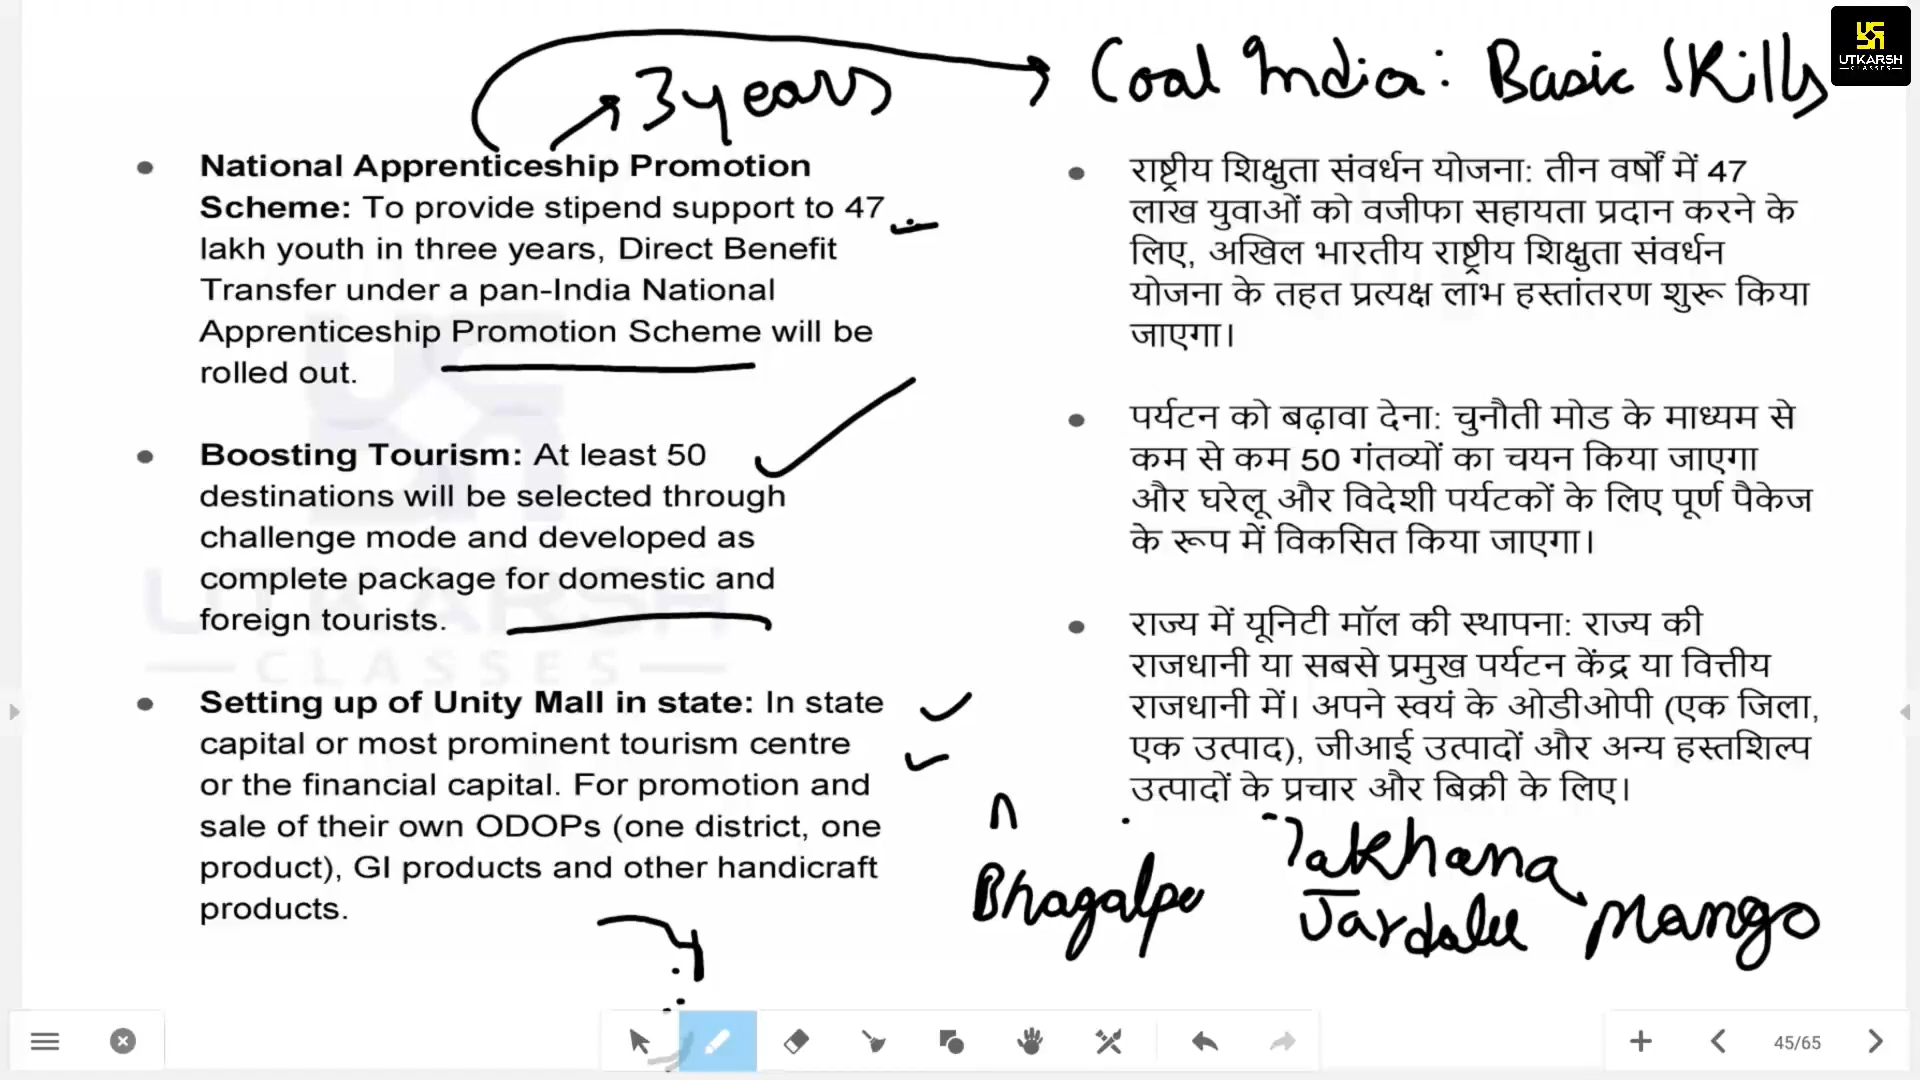 Coal India: Basic Skills
3 years
UTKARSH
CLASSES
National Apprenticeship Promotion
Scheme: To provide stipend support to 47
lakh youth in three years, Direct Benefit
Transfer under a pan-India National
Apprenticeship Promotion Scheme will be
rolled out.
Boosting Tourism: At least 50
destinations will be selected through
challenge mode and developed as
complete package for domestic and
foreign tourists.
Setting up of Unity Mall in state: In state
capital or most prominent tourism centre
or the financial capital. For promotion and
sale of their own ODOPs (one district, one
product), GI products and other handicraft
products.
राष्ट्रीय शिक्षुता संवर्धन योजना: तीन वर्षों में 47
लाख युवाओं को वजीफा सहायता प्रदान करने के
लिए, अखिल भारतीय राष्ट्रीय शिक्षुता संवर्धन
योजना के तहत प्रत्यक्ष लाभ हस्तांतरण शुरू किया
जाएगा।
पर्यटन को बढ़ावा देना: चुनौती मोड के माध्यम से
कम से कम 50 गंतव्यों का चयन किया जाएगा
और घरेलू और विदेशी पर्यटकों के लिए पूर्ण पैकेज
के रूप में विकसित किया जाएगा।
राज्य में यूनिटी मॉल की स्थापना: राज्य की
राजधानी या सबसे प्रमुख पर्यटन केंद्र या वित्तीय
राजधानी में। अपने स्वयं के ओडीओपी (एक जिला,
एक उत्पाद), जीआई उत्पादों और अन्य हस्तशिल्प
उत्पादों के प्रचार और बिक्री के लिए।
Makhana
Bhagalpu
Jardalu Mango
UTKARSH
CLASSES
45/65